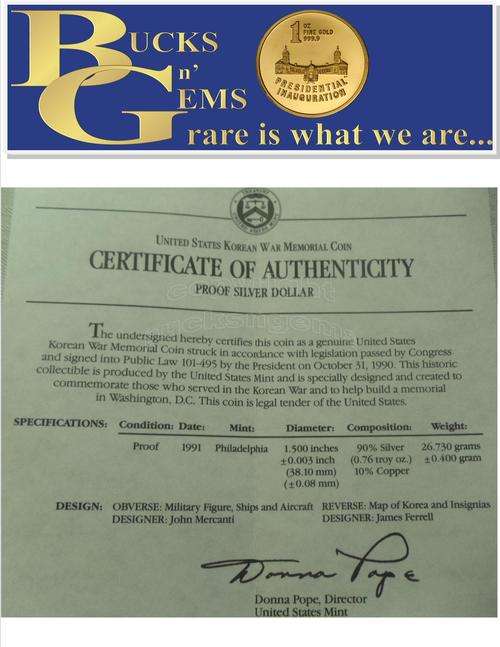 BUCKS
n'
GEMS
rare is what we are...
1 OZ
FINE GOLD
999.9
PRESIDENTIAL
INAUGURATION
UNITED STATES KOREAN WAR MEMORIAL COIN
CERTIFICATE OF AUTHENTICITY
PROOF SILVER DOLLAR
The undersigned hereby certifies this coin as a genuine United States
Korean War Memorial Coin struck in accordance with legislation passed by Congress
and signed into Public Law 101-495 by the President on October 31, 1990. This historic
collectible is produced by the United States Mint and is specially designed and created to
commemorate those who served in the Korean War and to help build a memorial
in Washington, D.C. This coin is legal tender of the United States.
SPECIFICATIONS: Condition: Date: Mint: Diameter: Composition: Weight:
Proof 1991 Philadelphia 1.500 inches 90% Silver 26.730 grams
±0.003 inch (0.76 troy oz.) ±0.400 gram
(38.10 mm) 10% Copper
(±0.08 mm)
DESIGN: OBVERSE: Military Figure, Ships and Aircraft REVERSE: Map of Korea and Insignias
DESIGNER: John Mercanti DESIGNER: James Ferrell
Donna Pope
Donna Pope, Director
United States Mint